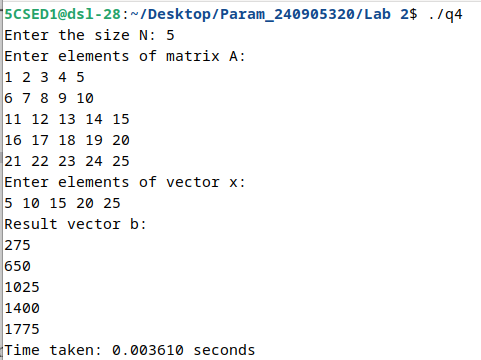 5CSED1@dsl-28:~/Desktop/Param_240905320/Lab 2$ ./q4
Enter the size N: 5
Enter elements of matrix A:
1 2 3 4 5
6 7 8 9 10
11 12 13 14 15
16 17 18 19 20
21 22 23 24 25
Enter elements of vector x:
5 10 15 20 25
Result vector b:
275
650
1025
1400
1775
Time taken: 0.003610 seconds